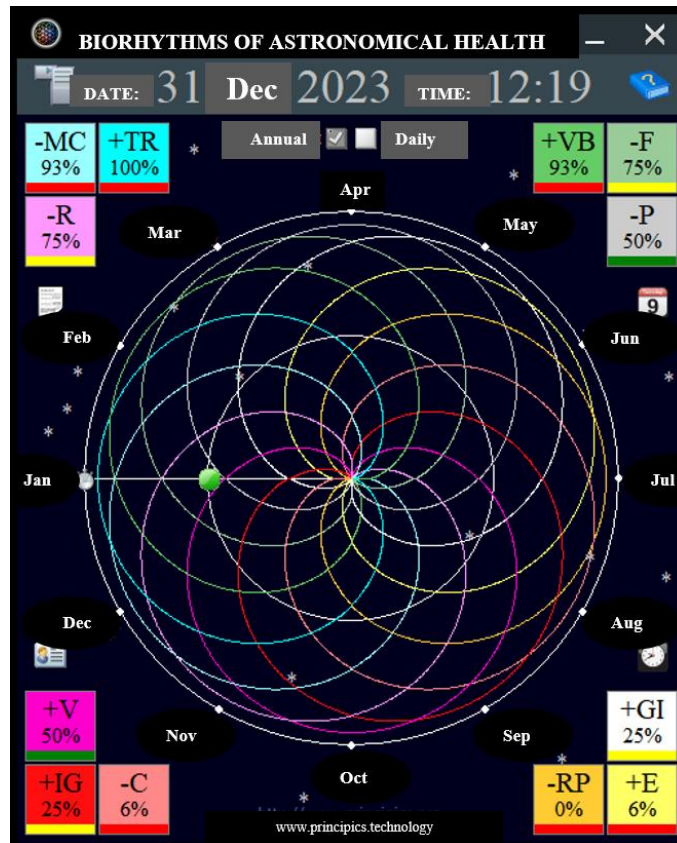 BIORHYTHMS OF ASTRONOMICAL HEALTH
DATE: 31 Dec 2023 TIME: 12:19
Annual Daily
-MC +TR +VB -F
93% 100% 93% 75%
-R -P
75% 50%
Apr
Mar May
9
Feb Jun
Jan Jul
Dec Aug
Nov Sep
Oct
+V +GI
50% 25%
+IG -C -RP +E
25% 6% 0% 6%
www.principics.technology